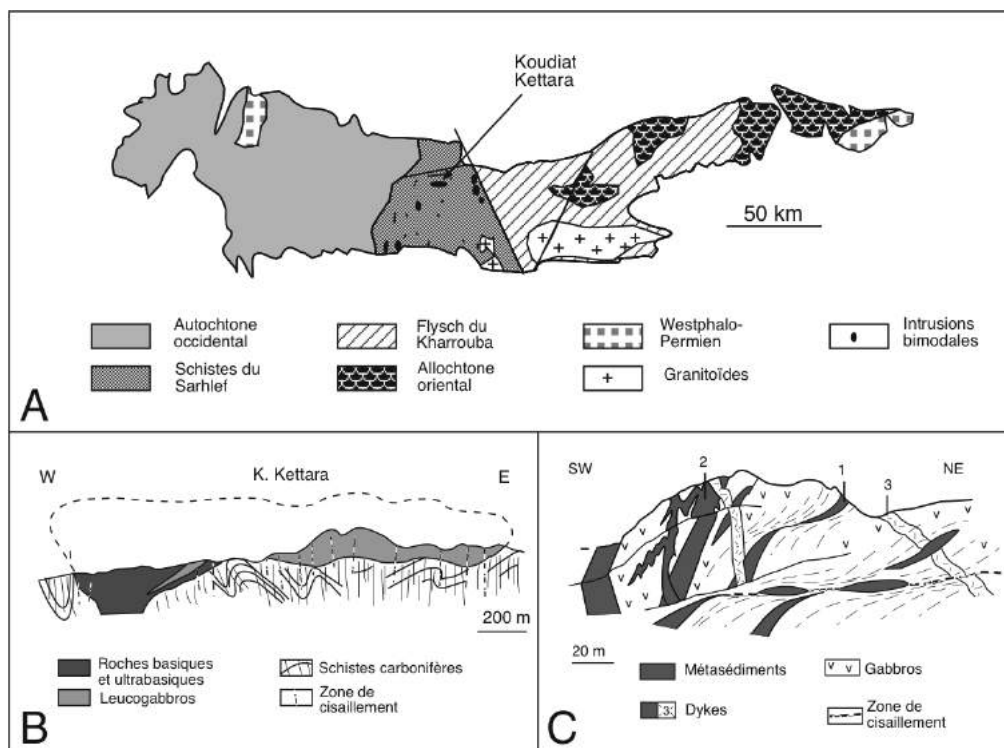 Koudiat
Kettara
50 km
Autochtone
occidental
Flysch du
Kharrouba
Westphalo-
Permien
Intrusions
bimodales
Schistes du
Sarhlef
Allochtone
oriental
Granitoïdes
A
W
K. Kettara
E
200 m
Roches basiques
et ultrabasiques
Schistes carbonifères
Leucogabbros
Zone de
cisaillement
B
SW
2
1
3
NE
20 m
Métasédiments
v v Gabbros
3 Dykes
Zone de
cisaillement
C